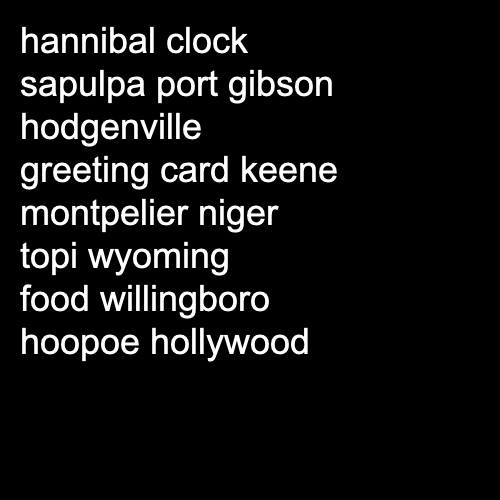 hannibal clock
sapulpa port gibson
hodgenville
greeting card keene
montpelier niger
topi wyoming
food willingboro
hoopoe hollywood